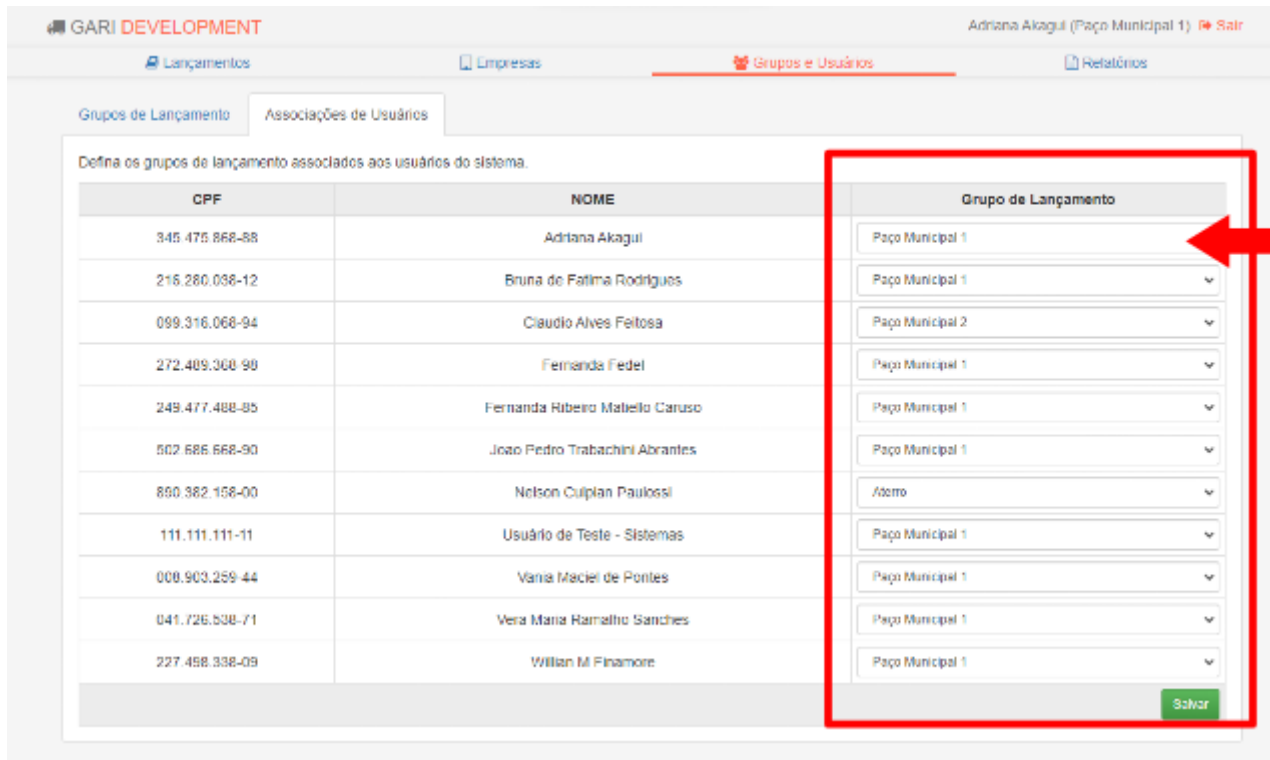 GARI DEVELOPMENT
Adriana Akagui (Paço Municipal 1) Sair
Lançamentos Empresas Grupos e Usuários Relatórios
Grupos de Lançamento Associações de Usuários
Defina os grupos de lançamento associados aos usuários do sistema.
CPF NOME Grupo de Lançamento
345.475.868-88 Adriana Akagui Paço Municipal 1
216.280.038-12 Bruna de Fatima Rodrigues Paço Municipal 1
099.316.068-94 Claudio Alves Feitosa Paço Municipal 2
272.489.368-98 Fernanda Fedel Paço Municipal 1
249.477.488-85 Fernanda Ribeiro Matiello Caruso Paço Municipal 1
502.686.668-90 Joao Pedro Trabachini Abrantes Paço Municipal 1
890.382.158-00 Nelson Culpian Paulossi Aterro
111.111.111-11 Usuário de Teste - Sistemas Paço Municipal 1
008.903.259-44 Vania Maciel de Pontes Paço Municipal 1
041.726.538-71 Vera Maria Ramalho Sanches Paço Municipal 1
227.498.338-09 Willian M Finamore Paço Municipal 1
Salvar